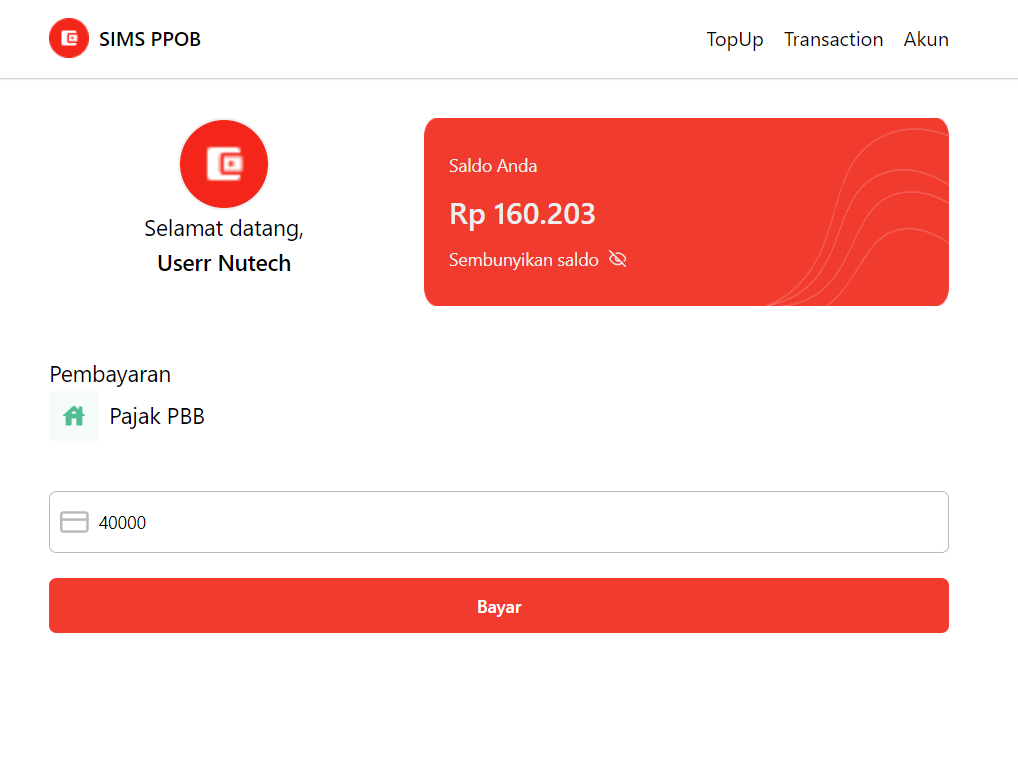 SIMS PPOB
TopUp Transaction Akun
Selamat datang,
Userr Nutech
Saldo Anda
Rp 160.203
Sembunyikan saldo
Pembayaran
Pajak PBB
40000
Bayar